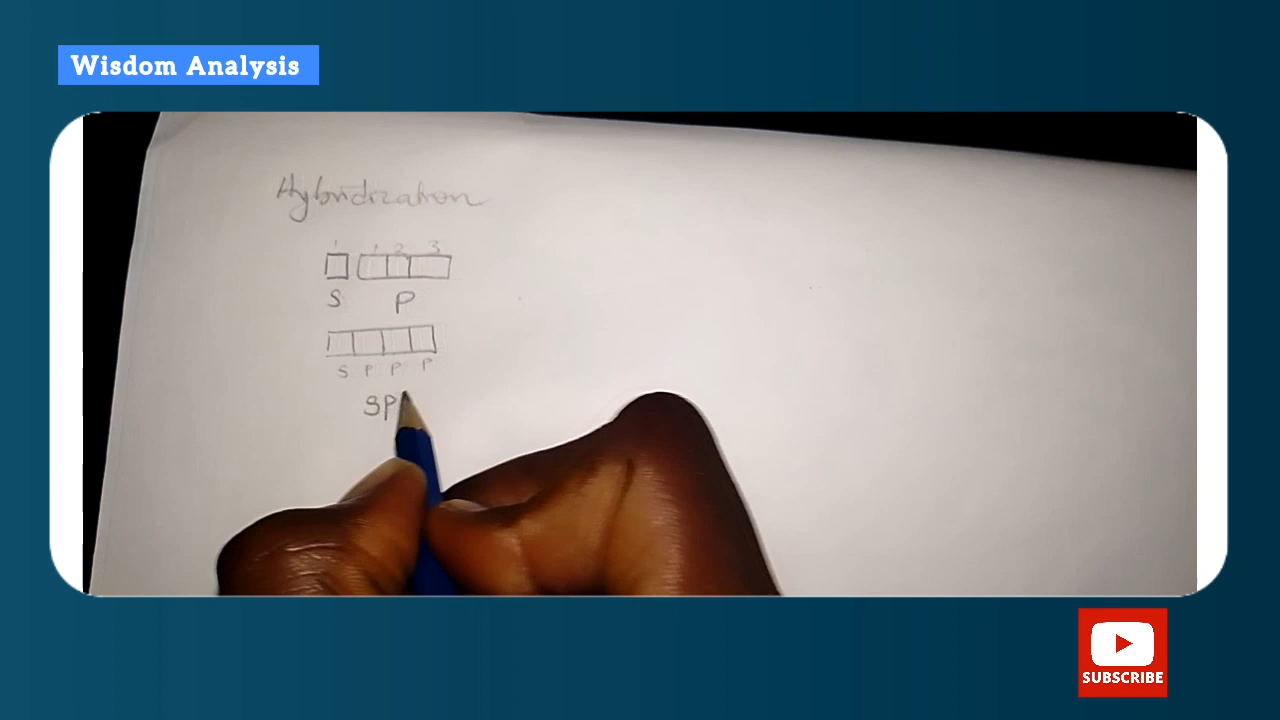 Wisdom Analysis
Hybridization
1 1 2 3
S P
S P P P
SP
SUBSCRIBE